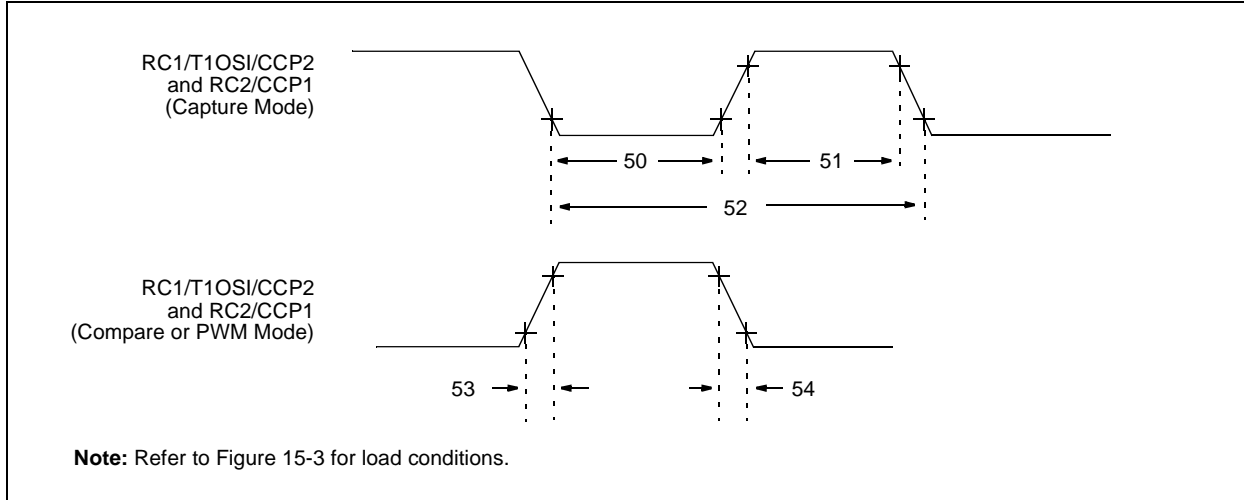 RC1/T1OSI/CCP2
and RC2/CCP1
(Capture Mode)
50
51
52
RC1/T1OSI/CCP2
and RC2/CCP1
(Compare or PWM Mode)
53
54
Note: Refer to Figure 15-3 for load conditions.